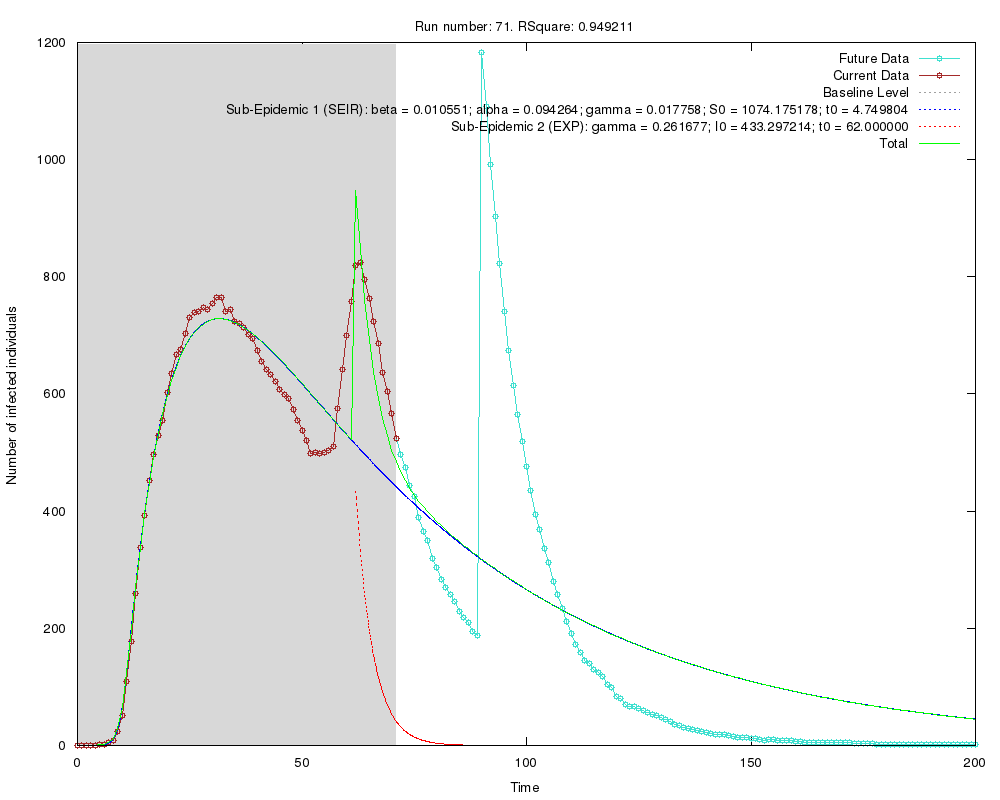 Run number: 71. RSquare: 0.949211
1200
1000
800
600
400
200
0
Number of infected individuals
Future Data
Current Data
Baseline Level
Sub-Epidemic 1 (SEIR): beta = 0.010551; alpha = 0.094264; gamma = 0.017758; S0 = 1074.175178; t0 = 4.749804
Sub-Epidemic 2 (EXP): gamma = 0.261677; I0 = 433.297214; t0 = 62.000000
Total
0
50
100
150
200
Time